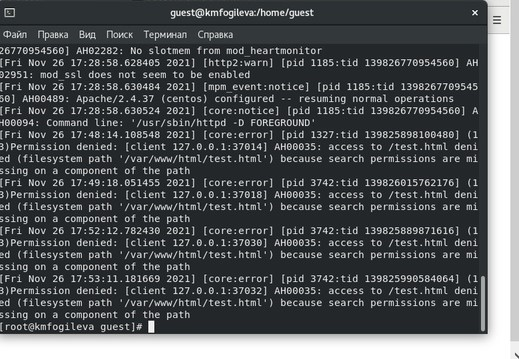 guest@kmfogileva:/home/guest
Файл Правка Вид Поиск Терминал Справка
26770954560] AH02282: No slotmem from mod_heartmonitor
[Fri Nov 26 17:28:58.628405 2021] [http2:warn] [pid 1185:tid 139826770954560] AH
02951: mod_ssl does not seem to be enabled
[Fri Nov 26 17:28:58.630484 2021] [mpm_event:notice] [pid 1185:tid 1398267709545
60] AH00489: Apache/2.4.37 (centos) configured -- resuming normal operations
[Fri Nov 26 17:28:58.630524 2021] [core:notice] [pid 1185:tid 139826770954560] A
H00094: Command line: '/usr/sbin/httpd -D FOREGROUND'
[Fri Nov 26 17:48:14.108548 2021] [core:error] [pid 1327:tid 139825898100480] (1
3)Permission denied: [client 127.0.0.1:37014] AH00035: access to /test.html deni
ed (filesystem path '/var/www/html/test.html') because search permissions are mi
ssing on a component of the path
[Fri Nov 26 17:49:18.051455 2021] [core:error] [pid 3742:tid 139826015762176] (1
3)Permission denied: [client 127.0.0.1:37018] AH00035: access to /test.html deni
ed (filesystem path '/var/www/html/test.html') because search permissions are mi
ssing on a component of the path
[Fri Nov 26 17:52:12.782430 2021] [core:error] [pid 3742:tid 139825889871616] (1
3)Permission denied: [client 127.0.0.1:37030] AH00035: access to /test.html deni
ed (filesystem path '/var/www/html/test.html') because search permissions are mi
ssing on a component of the path
[Fri Nov 26 17:53:11.181669 2021] [core:error] [pid 3742:tid 139825990584064] (1
3)Permission denied: [client 127.0.0.1:37032] AH00035: access to /test.html deni
ed (filesystem path '/var/www/html/test.html') because search permissions are mi
ssing on a component of the path
[root@kmfogileva guest]#